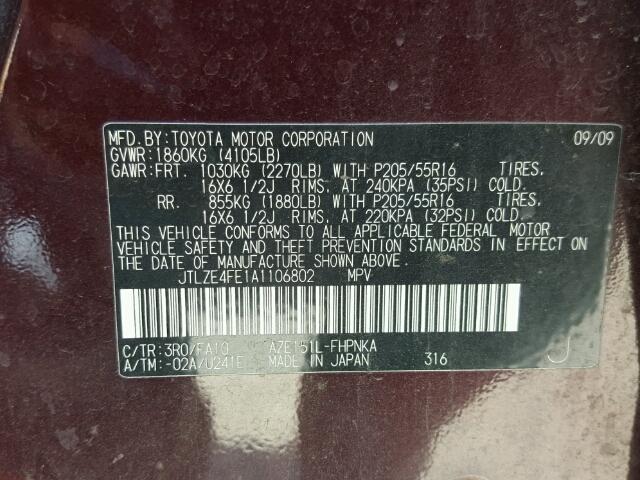 MFD.BY:TOYOTA MOTOR CORPORATION 09/09
GVWR:1860KG (4105LB)
GAWR:FRT. 1030KG (2270LB) WITH P205/55R16 TIRES,
16X6 1/2J RIMS, AT 240KPA (35PSI) COLD.
RR. 855KG (1880LB) WITH P205/55R16 TIRES,
16X6 1/2J RIMS, AT 220KPA (32PSI) COLD.
THIS VEHICLE CONFORMS TO ALL APPLICABLE FEDERAL MOTOR
VEHICLE SAFETY AND THEFT PREVENTION STANDARDS IN EFFECT ON
THE DATE OF MANUFACTURE SHOWN ABOVE.
JTLZE4FE1A1106802 MPV
C/TR:3R0/FA10 AZE151L-FHPNKA
A/TM:-02A/U241E MADE IN JAPAN 316 J